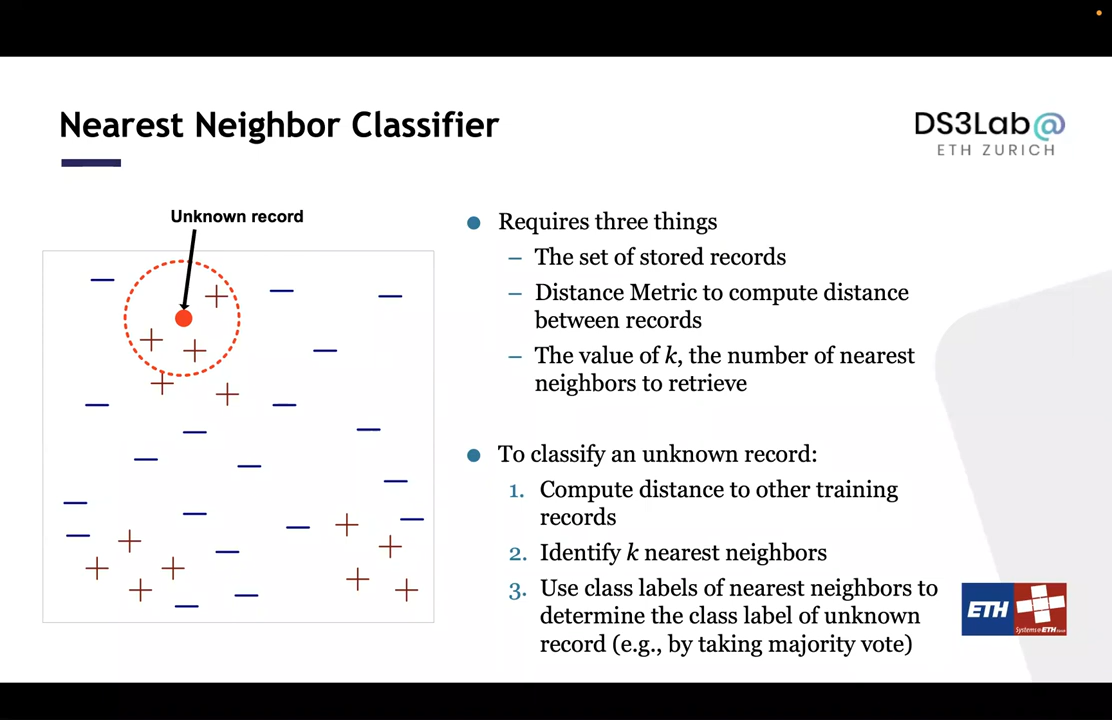 Nearest Neighbor Classifier
DS3Lab@
ETH ZURICH
Unknown record
Requires three things
– The set of stored records
– Distance Metric to compute distance
between records
– The value of k, the number of nearest
neighbors to retrieve
To classify an unknown record:
1. Compute distance to other training
records
2. Identify k nearest neighbors
3. Use class labels of nearest neighbors to
determine the class label of unknown
record (e.g., by taking majority vote)
ETH
Systems@ETH